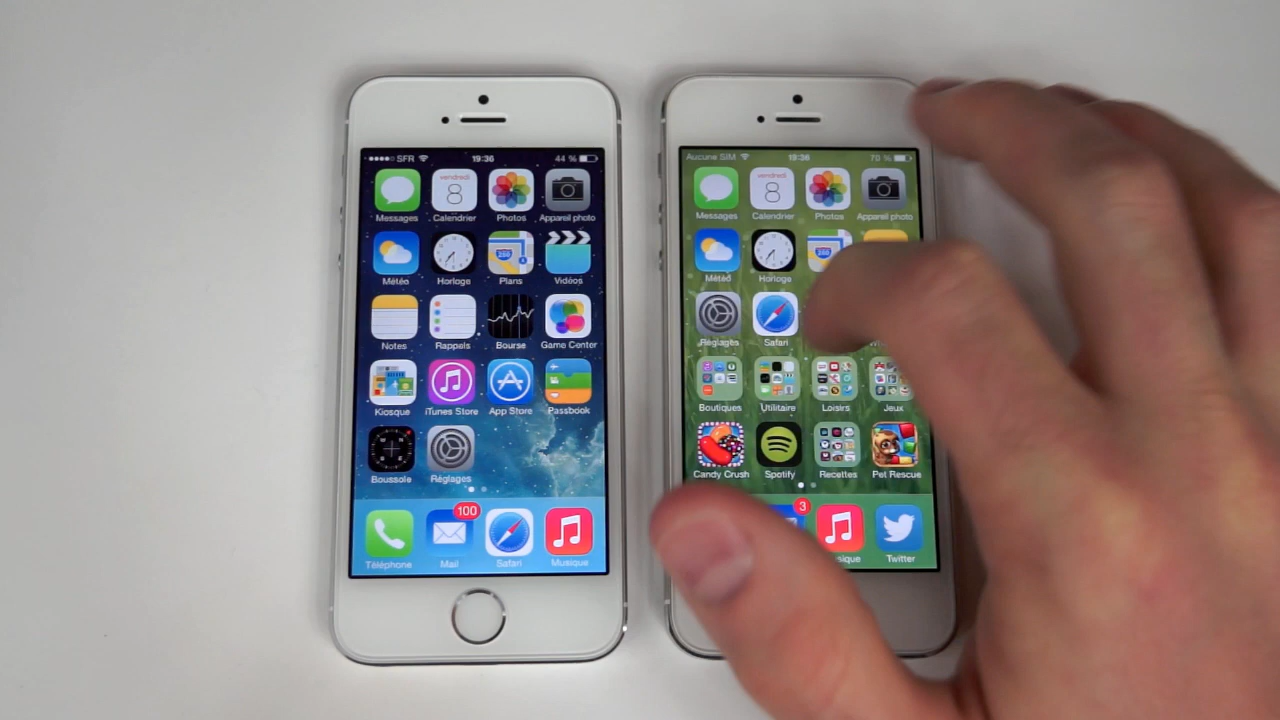 SFR 19:36 44 %
vendredi
8
Messages Calendrier Photos Appareil photo
280
Météo Horloge Plans Vidéos
Notes Rappels Bourse Game Center
Kiosque iTunes Store App Store Passbook
Boussole Réglages
100
Téléphone Mail Safari Musique
Aucune SIM 19:36 70 %
vendredi
8
Messages Calendrier Photos Appareil photo
280
Météo Horloge
Réglages Safari
Boutiques Utilitaire Loisirs Jeux
Candy Crush Spotify Recettes Pet Rescue
3
sique Twitter